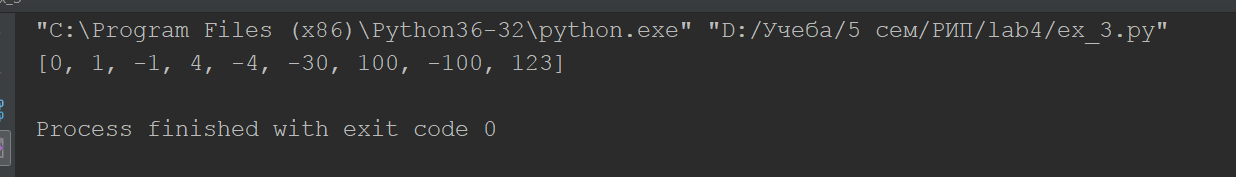 "C:\Program Files (x86)\Python36-32\python.exe" "D:/Учеба/5 сем/РИП/lab4/ex_3.py"
[0, 1, -1, 4, -4, -30, 100, -100, 123]
Process finished with exit code 0